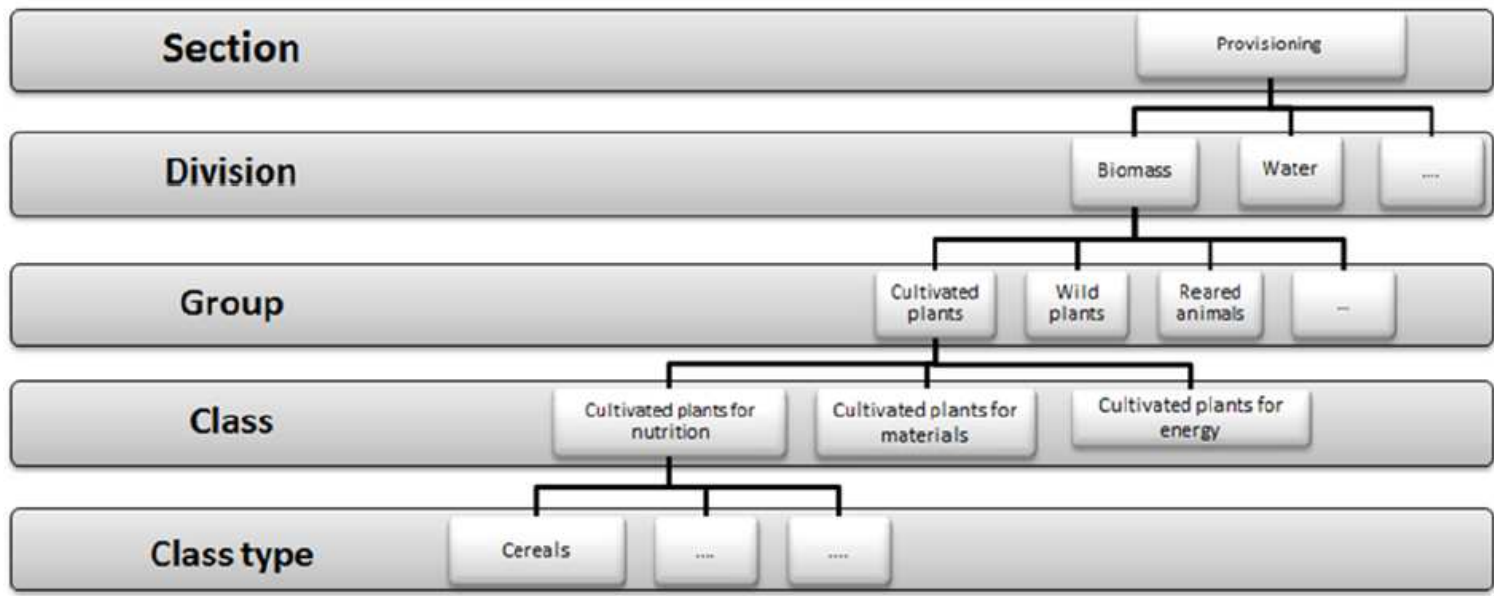 Section
Provisioning
Division
Biomass
Water
....
Group
Cultivated
plants
Wild
plants
Reared
animals
...
Class
Cultivated plants for
nutrition
Cultivated plants for
materials
Cultivated plants for
energy
Class type
Cereals
....
....